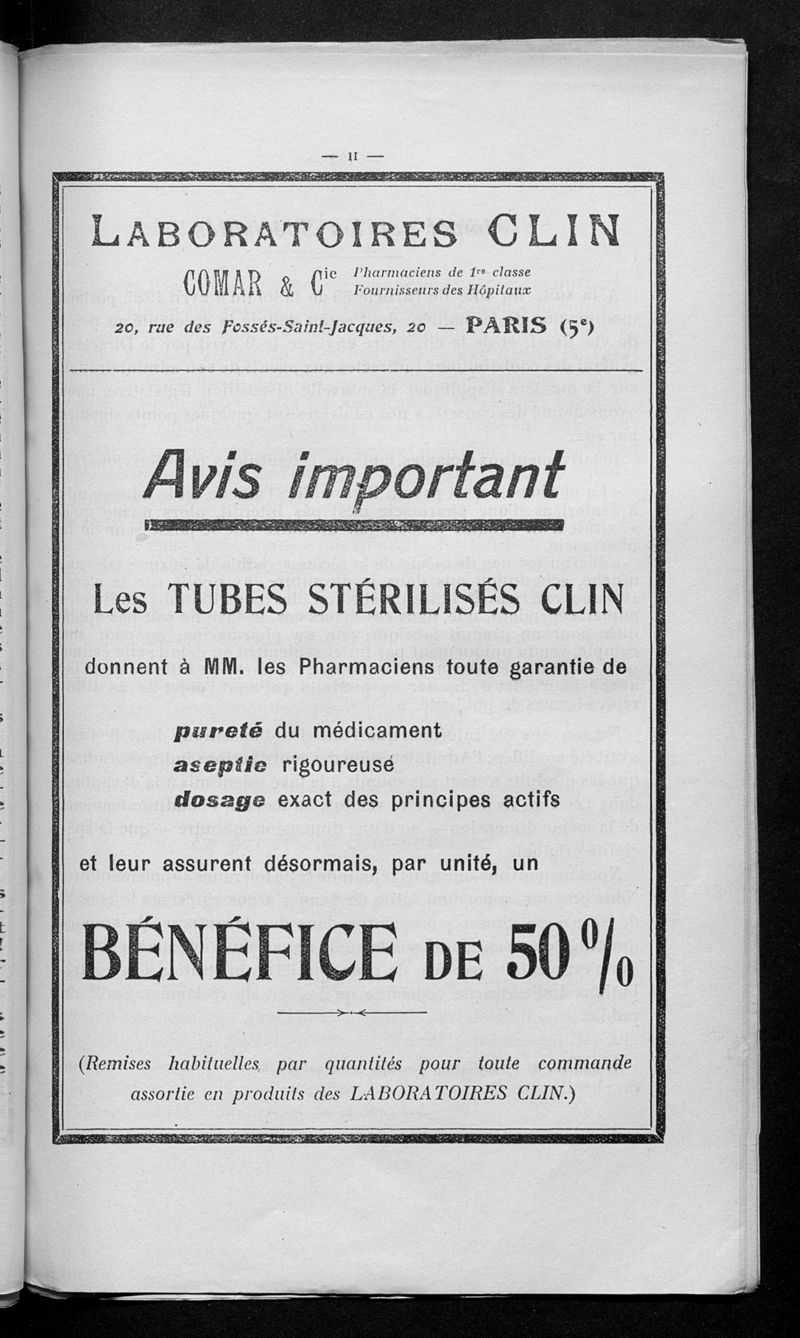 — II —
LABORATOIRES CLIN
COMAR & Cie Pharmaciens de 1re classe
Fournisseurs des Hôpitaux
20, rue des Fossés-Saint-Jacques, 20 — PARIS (5e)
Avis important
Les TUBES STÉRILISÉS CLIN
donnent à MM. les Pharmaciens toute garantie de
pureté du médicament
aseptie rigoureuse
dosage exact des principes actifs
et leur assurent désormais, par unité, un
BÉNÉFICE DE 50 %
(Remises habituelles par quantités pour toute commande
assortie en produits des LABORATOIRES CLIN.)